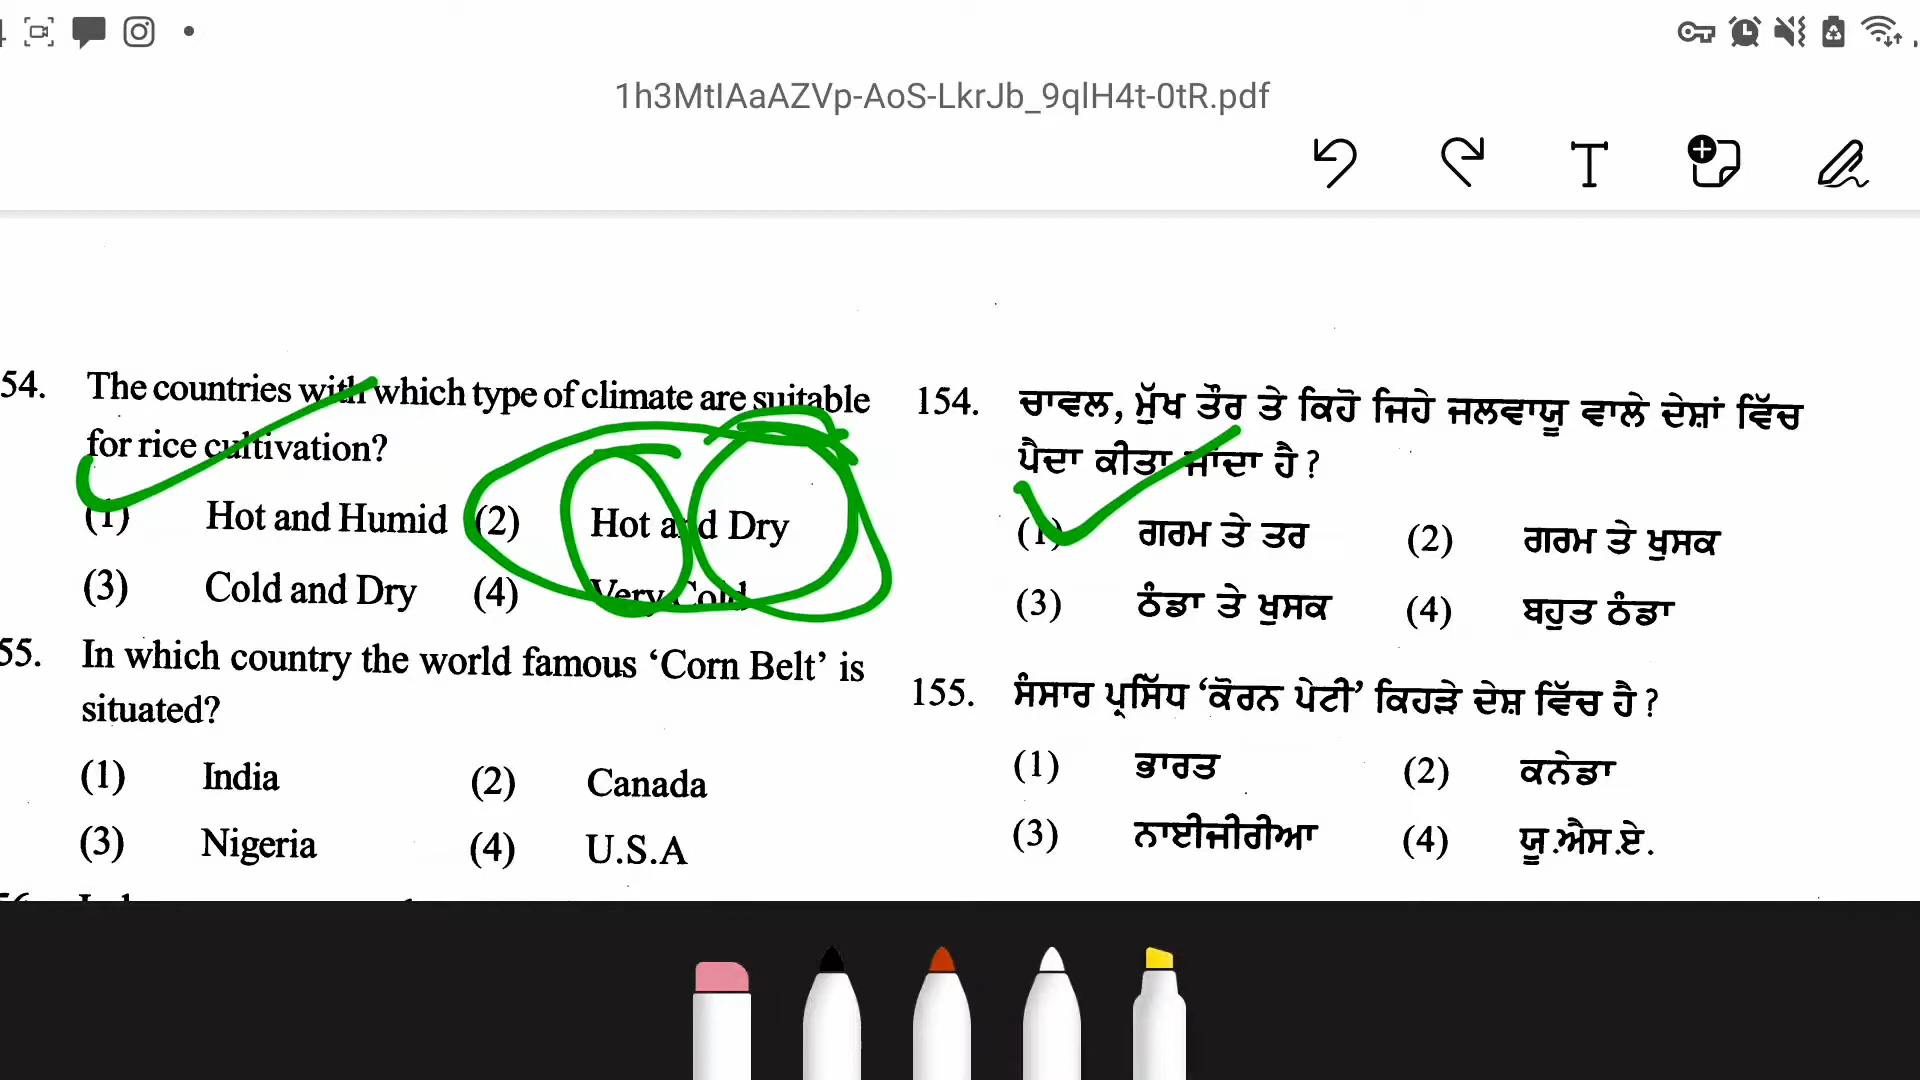 1h3MtIAaAZVp-AoS-LkrJb_9qlH4t-0tR.pdf
T
54. The countries with which type of climate are suitable
for rice cultivation?
(1) Hot and Humid (2) Hot and Dry
(3) Cold and Dry (4) Very Cold
55. In which country the world famous ‘Corn Belt’ is
situated?
(1) India (2) Canada
(3) Nigeria (4) U.S.A
154. ਚਾਵਲ, ਮੁੱਖ ਤੌਰ ਤੇ ਕਿਹੋ ਜਿਹੇ ਜਲਵਾਯੂ ਵਾਲੇ ਦੇਸ਼ਾਂ ਵਿੱਚ
ਪੈਦਾ ਕੀਤਾ ਜਾਂਦਾ ਹੈ ?
(1) ਗਰਮ ਤੇ ਤਰ (2) ਗਰਮ ਤੇ ਖੁਸਕ
(3) ਠੰਡਾ ਤੇ ਖੁਸਕ (4) ਬਹੁਤ ਠੰਡਾ
155. ਸੰਸਾਰ ਪ੍ਰਸਿੱਧ ‘ਕੋਰਨ ਪੇਟੀ’ ਕਿਹੜੇ ਦੇਸ਼ ਵਿੱਚ ਹੈ ?
(1) ਭਾਰਤ (2) ਕਨੇਡਾ
(3) ਨਾਈਜੀਰੀਆ (4) ਯੂ.ਐਸ.ਏ.